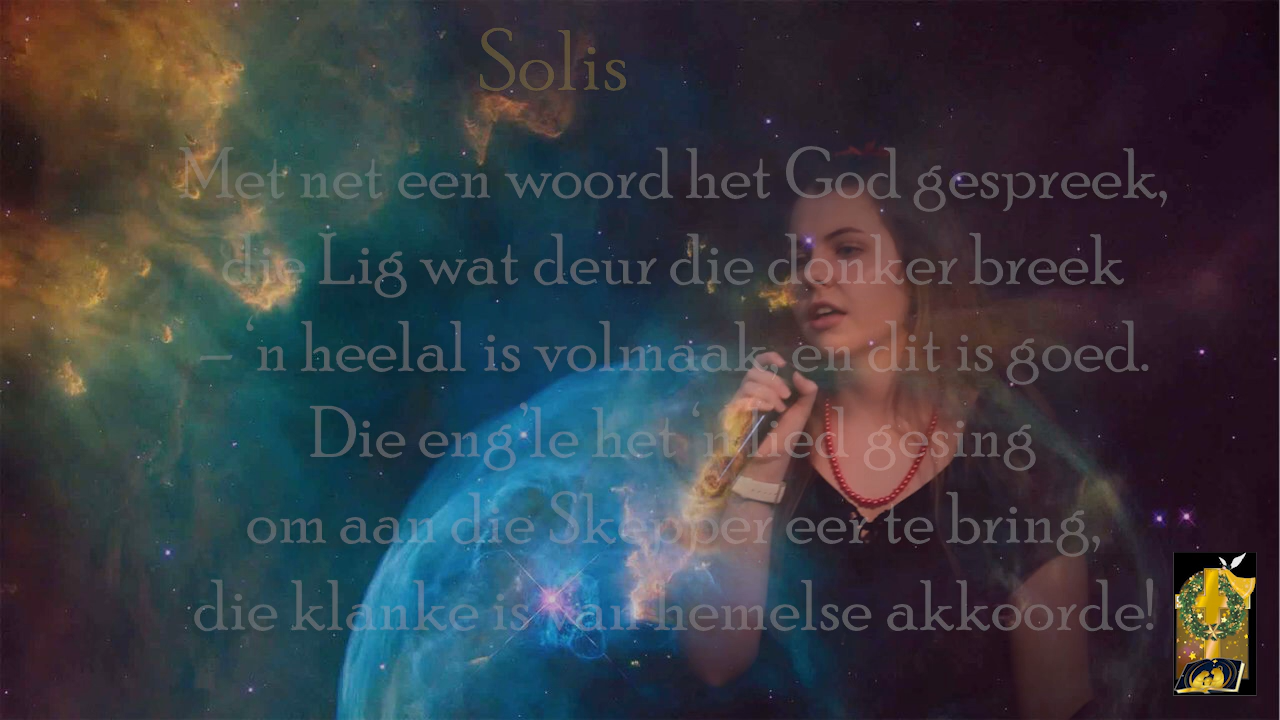 Solis
Met net een woord het God gespreek,
die Lig wat deur die donker breek
– ‘n heelal is volmaak en dit is goed.
Die eng’le het ‘n Lied gesing
om aan die Skepper eer te bring,
die klanke is van hemelse akkoorde!